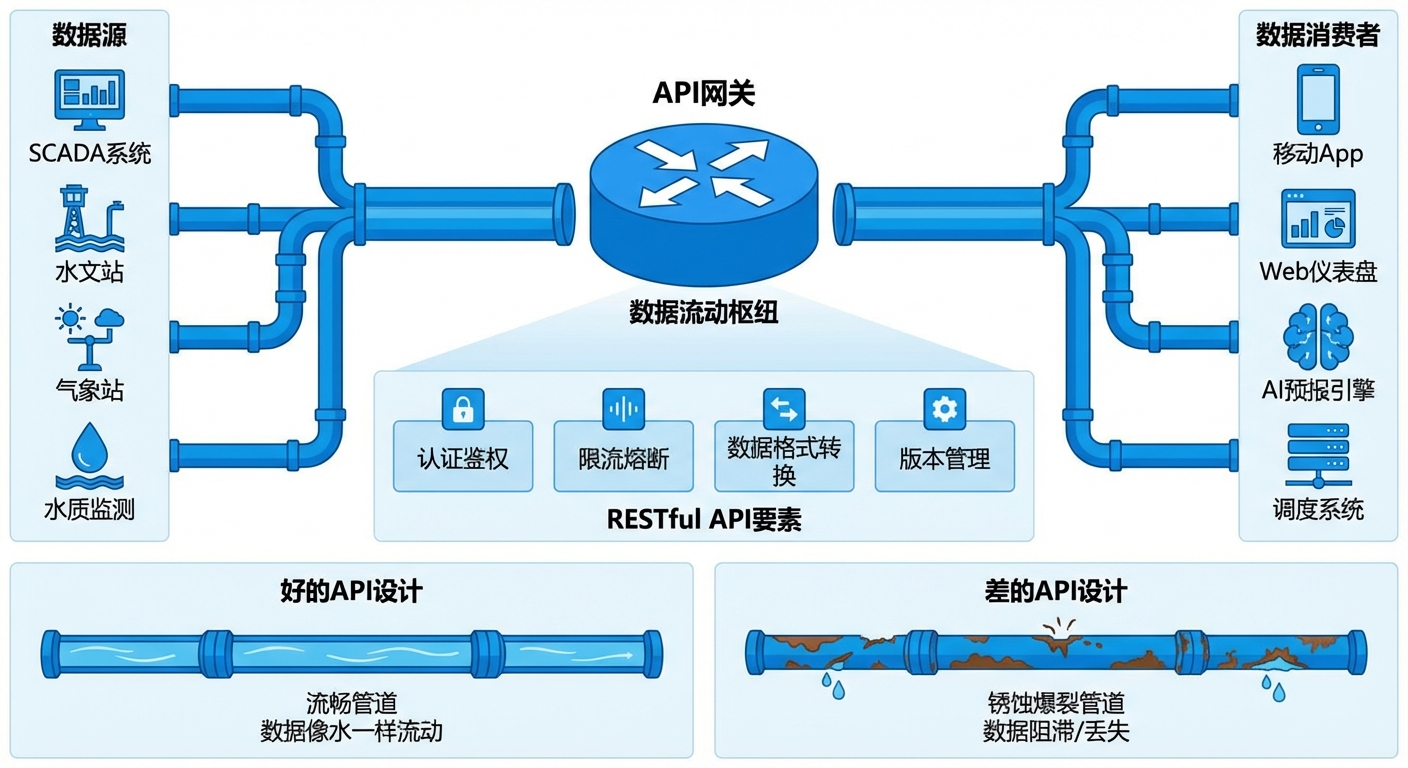 数据源
SCADA系统
水文站
气象站
水质监测
API网关
数据流动枢纽
认证鉴权
限流熔断
数据格式转
换
版本管理
RESTful API要素
数据消费者
移动App
Web仪表盘
AI预报引擎
调度系统
好的API设计
流畅管道
数据像水一样流动
差的API设计
锈蚀爆裂管道
数据阻滞/丢失